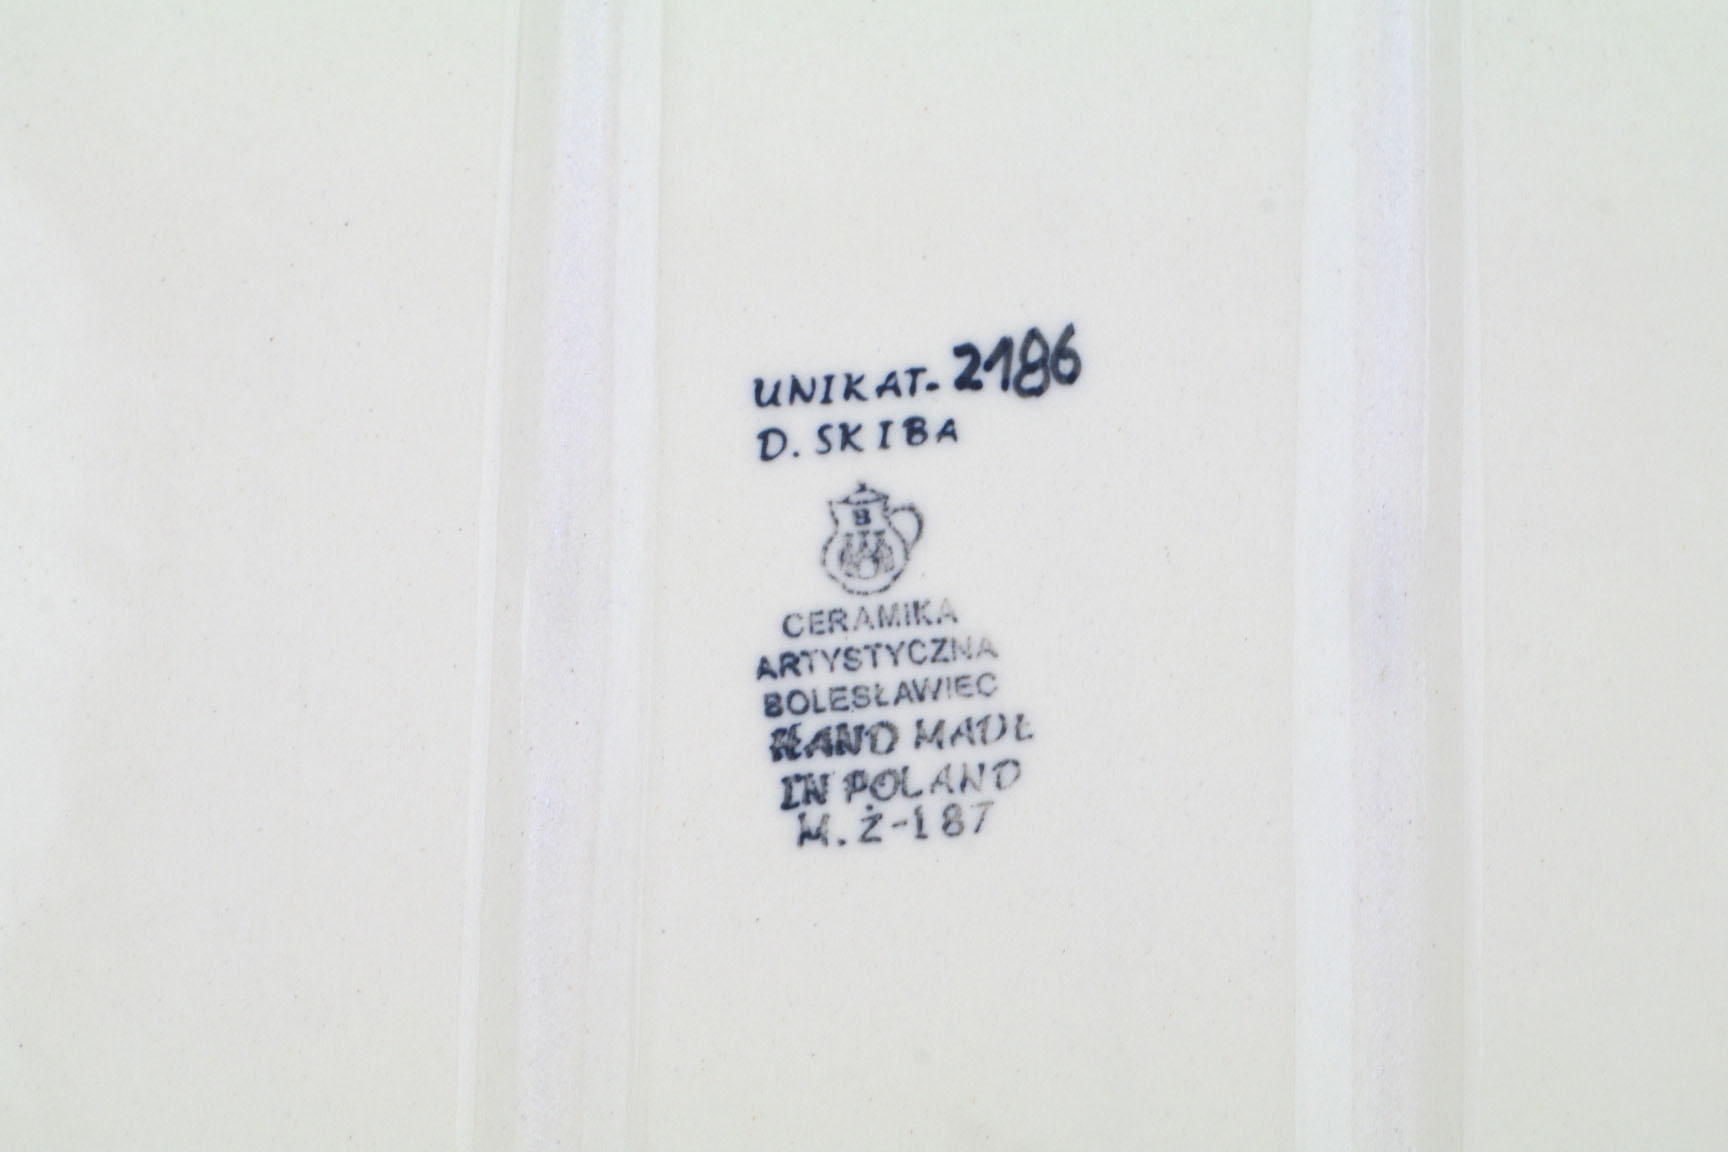 UNIKAT-2186
D. SKIBA
B
CERAMIKA
ARTYSTYCZNA
BOLESŁAWIEC
HAND MADE
IN POLAND
M.Ż-187